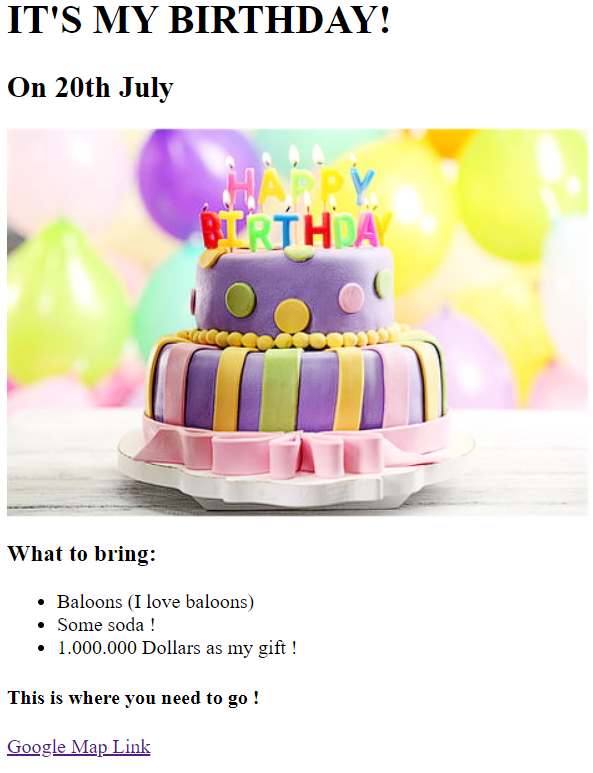 IT'S MY BIRTHDAY!
On 20th July
HAPPY
BIRTHDAY
What to bring:
Baloons (I love baloons)
Some soda !
1.000.000 Dollars as my gift !
This is where you need to go !
Google Map Link